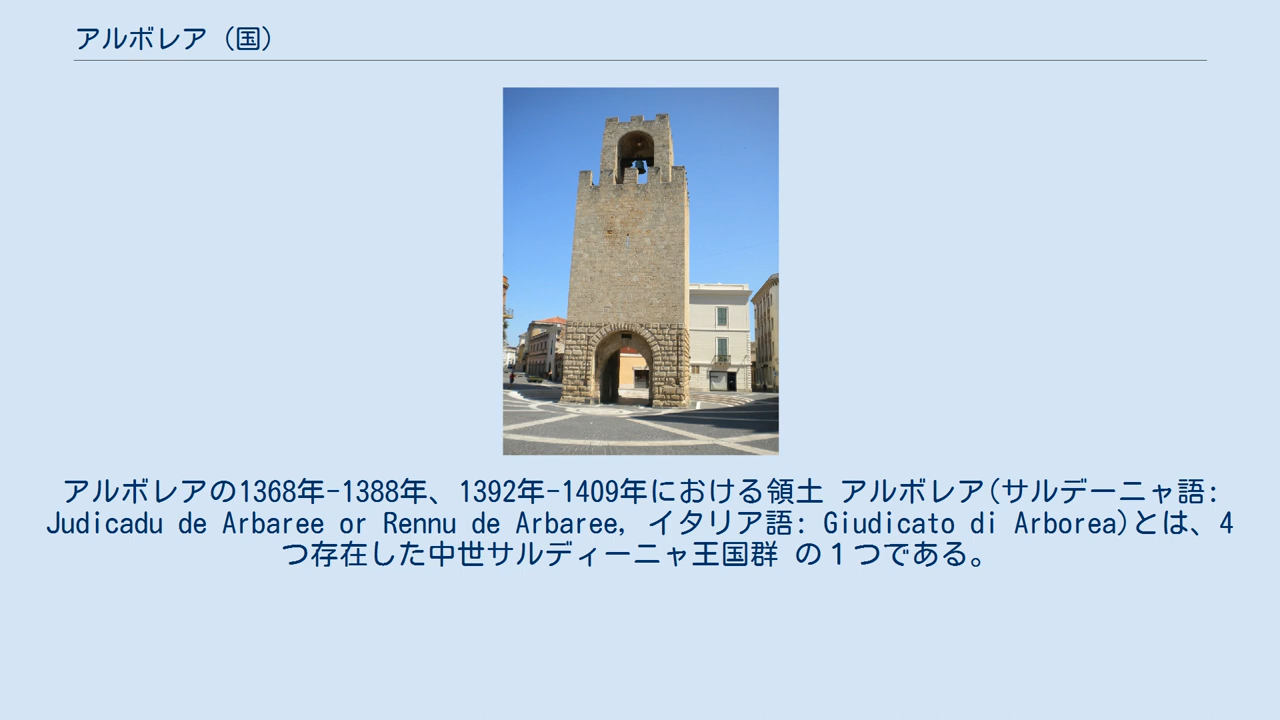 アルボレア（国）
アルボレアの1368年-1388年、1392年-1409年における領土 アルボレア(サルデーニャ語:
Judicadu de Arbaree or Rennu de Arbaree, イタリア語: Giudicato di Arborea)とは、4
つ存在した中世サルディーニャ王国群 の１つである。